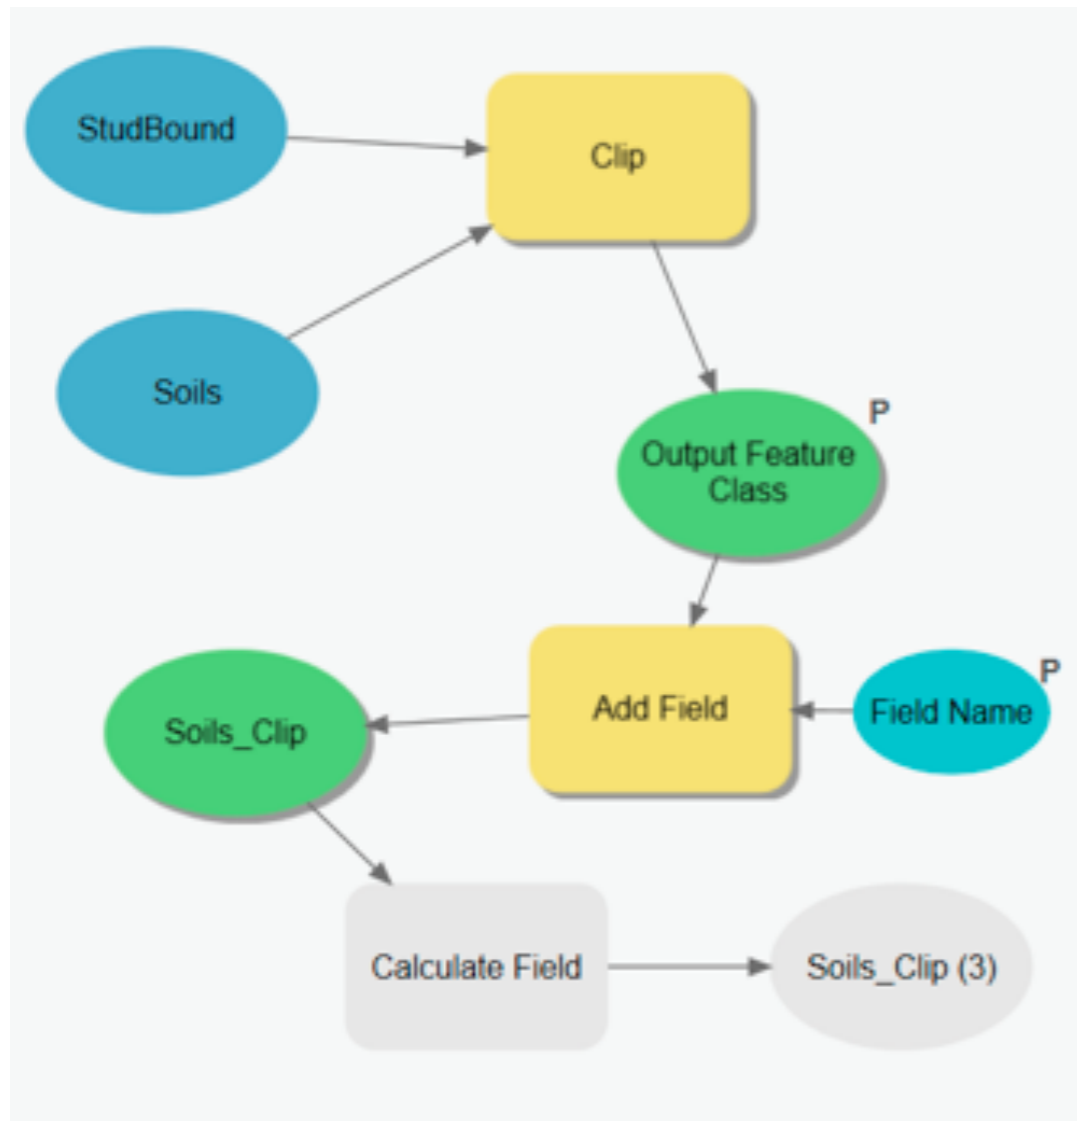 StudBound
Clip
Soils
P
Output Feature
Class
Add Field
P
Field Name
Soils_Clip
Calculate Field
Soils_Clip (3)